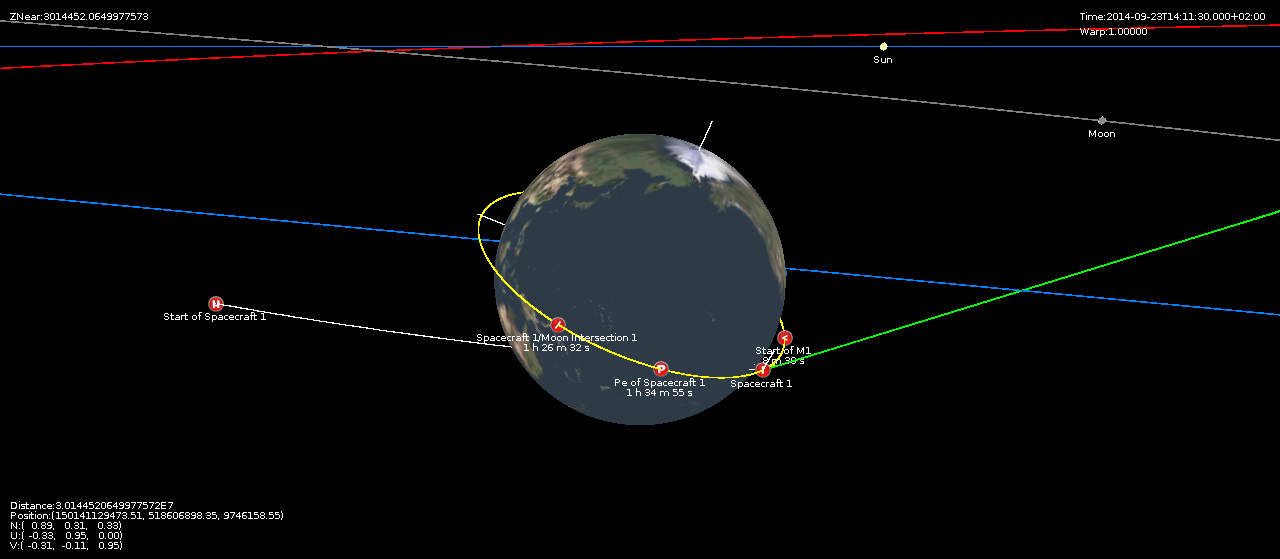 ZNear:3014452.0649977573
Time:2014-09-23T14:11:30.000+02:00
Warp:1.00000
Sun
Moon
H
Start of Spacecraft 1
I
Spacecraft 1/Moon Intersection 1
1 h 26 m 32 s
Start of M1
P
Pe of Spacecraft 1
1 h 34 m 55 s
Spacecraft 1
Distance:3.0144520649977572E7
Position:(150141129473.51, 518606898.35, 9746158.55)
N:( 0.89, 0.31, 0.33)
U:( -0.33, 0.95, 0.00)
V:( -0.31, -0.11, 0.95)